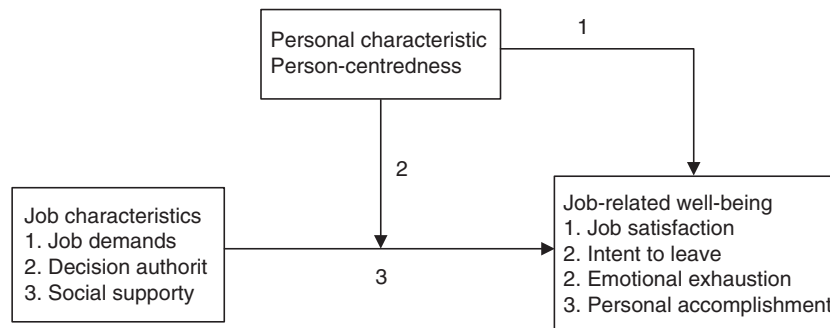 Personal characteristic
Person-centredness
1
2
Job characteristics
1. Job demands
2. Decision authorit
3. Social supporty
3
Job-related well-being
1. Job satisfaction
2. Intent to leave
2. Emotional exhaustion
3. Personal accomplishment